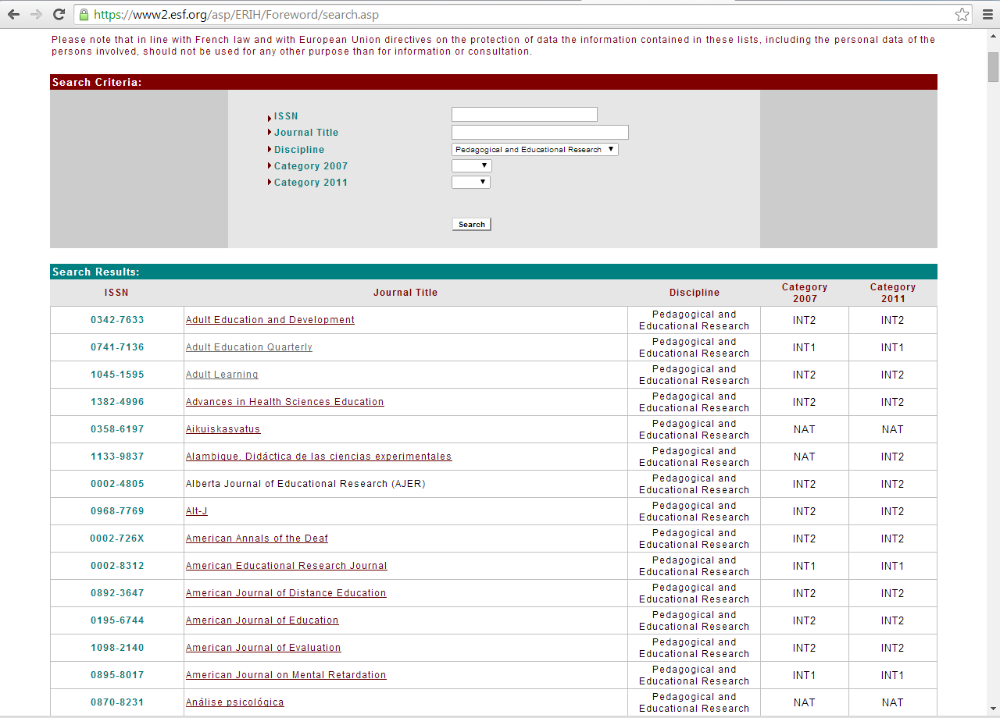 https://www2.esf.org/asp/ERIH/Foreword/search.asp
Please note that in line with French law and with European Union directives on the protection of data the information contained in these lists, including the personal data of the
persons involved, should not be used for any other purpose than for information or consultation.
Search Criteria:
ISSN
Journal Title
Discipline Pedagogical and Educational Research
Category 2007
Category 2011
Search
Search Results:
ISSN Journal Title Discipline Category 2007 Category 2011
0342-7633 Adult Education and Development Pedagogical and Educational Research INT2 INT2
0741-7136 Adult Education Quarterly Pedagogical and Educational Research INT1 INT1
1045-1595 Adult Learning Pedagogical and Educational Research INT2 INT2
1382-4996 Advances in Health Sciences Education Pedagogical and Educational Research INT2 INT2
0358-6197 Aikuiskasvatus Pedagogical and Educational Research NAT NAT
1133-9837 Alambique. Didáctica de las ciencias experimentales Pedagogical and Educational Research NAT INT2
0002-4805 Alberta Journal of Educational Research (AJER) Pedagogical and Educational Research INT2 INT2
0968-7769 Alt-J Pedagogical and Educational Research INT2 INT2
0002-726X American Annals of the Deaf Pedagogical and Educational Research INT2 INT2
0002-8312 American Educational Research Journal Pedagogical and Educational Research INT1 INT1
0892-3647 American Journal of Distance Education Pedagogical and Educational Research INT2 INT2
0195-6744 American Journal of Education Pedagogical and Educational Research INT2 INT2
1098-2140 American Journal of Evaluation Pedagogical and Educational Research INT2 INT2
0895-8017 American Journal on Mental Retardation Pedagogical and Educational Research INT1 INT1
0870-8231 Análise psicológica Pedagogical and Educational Research NAT NAT